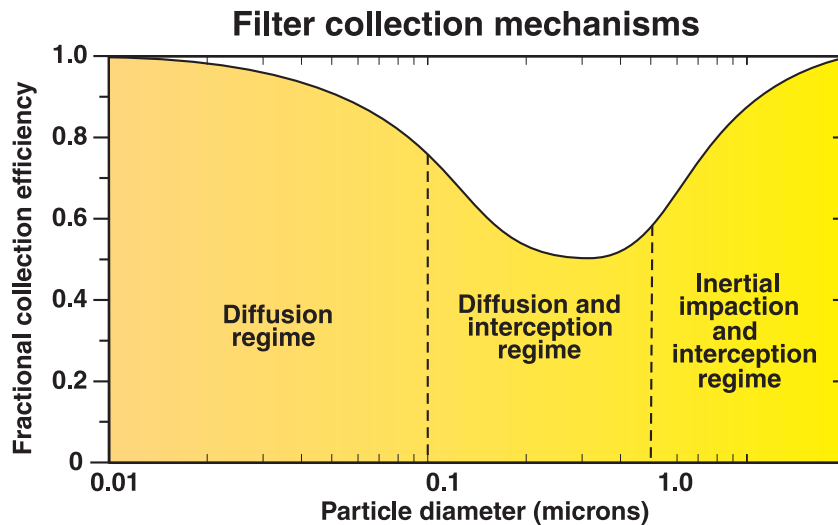 Filter collection mechanisms
Fractional collection efficiency
1.0
0.8
0.6
0.4
0.2
0
Diffusion
regime
Diffusion and
interception
regime
Inertial
impaction
and
interception
regime
0.01
0.1
1.0
Particle diameter (microns)